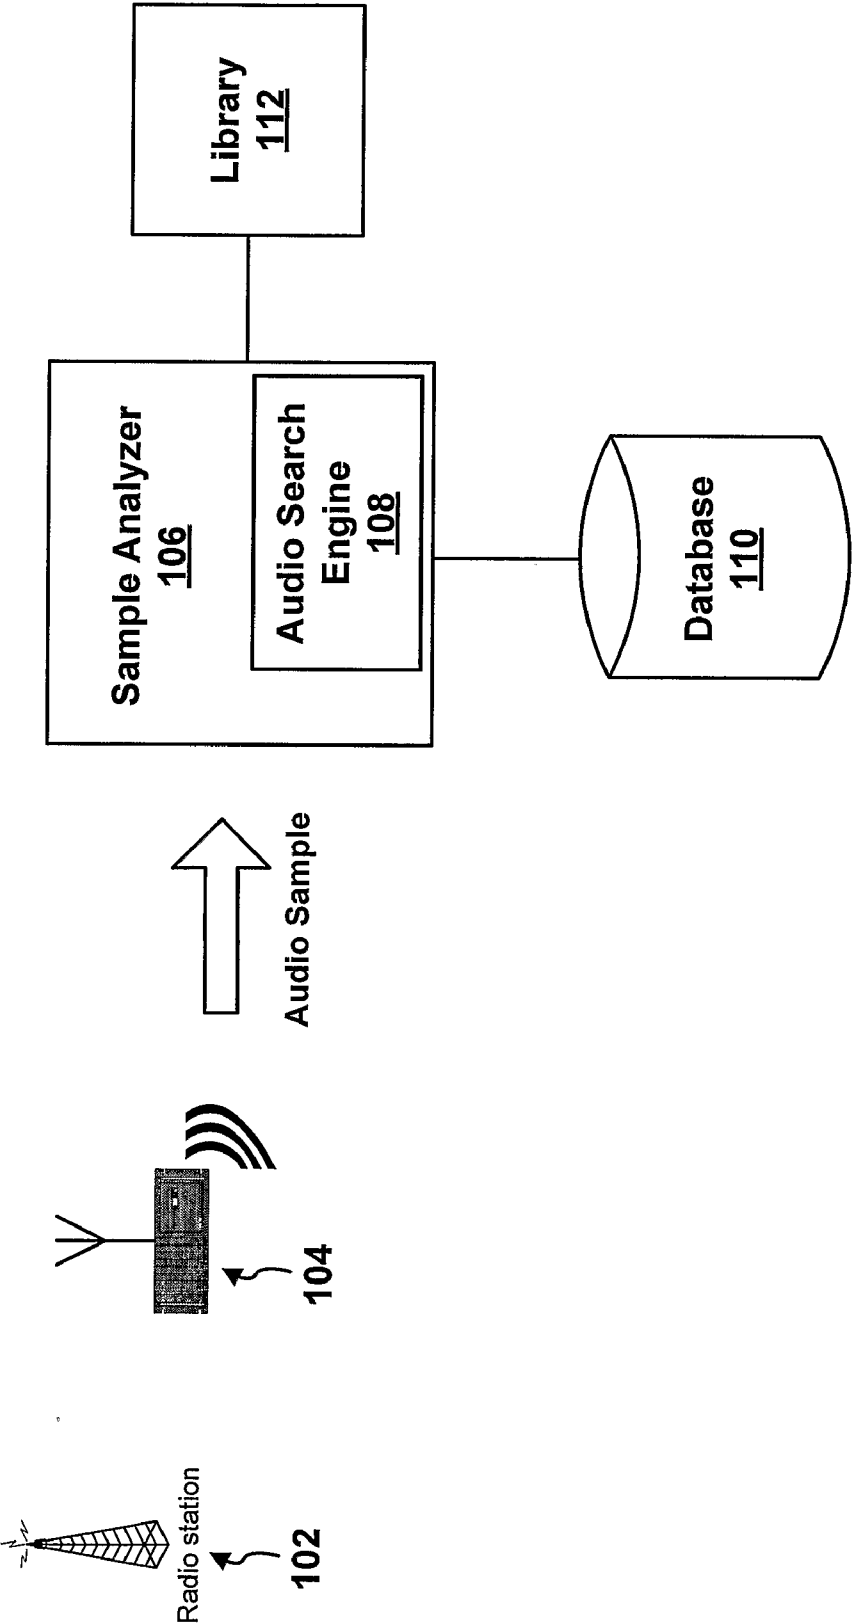 Radio station
102
104
Audio Sample
Sample Analyzer
106
Audio Search
Engine
108
Database
110
Library
112